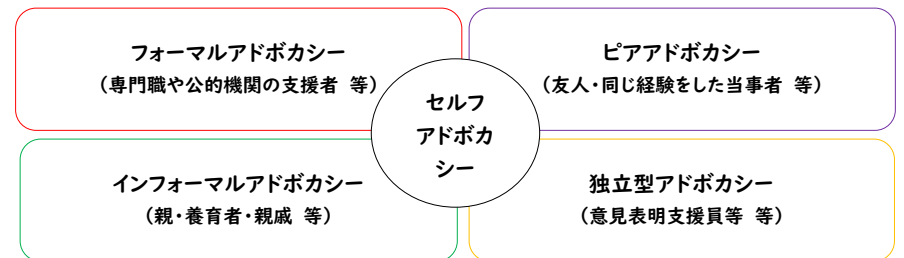 フォーマルアドボカシー
（専門職や公的機関の支援者 等）
ピアアドボカシー
（友人・同じ経験をした当事者 等）
セルフ
アドボカ
シー
インフォーマルアドボカシー
（親・養育者・親戚 等）
独立型アドボカシー
（意見表明支援員等 等）